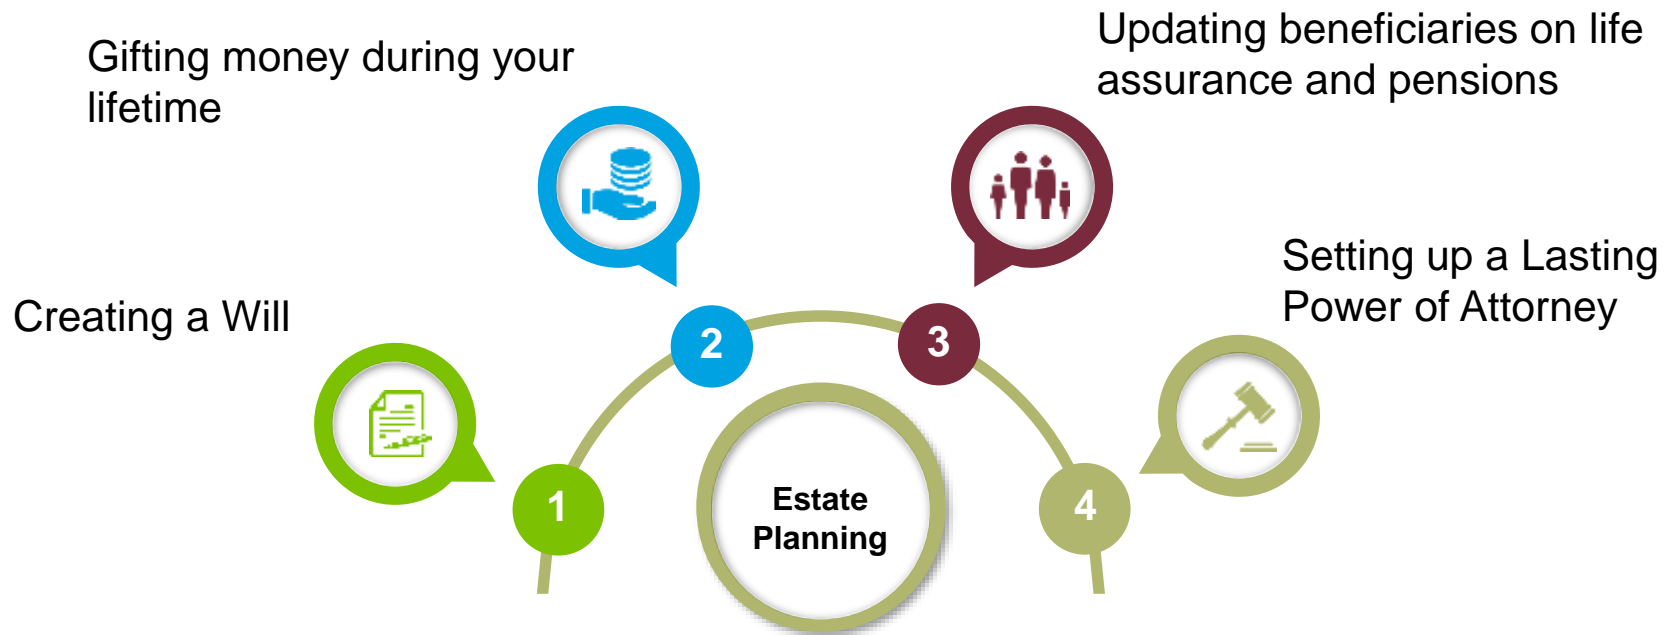 Creating a Will
1
Gifting money during your
lifetime
2
Updating beneficiaries on life
assurance and pensions
3
Setting up a Lasting
Power of Attorney
4
Estate
Planning